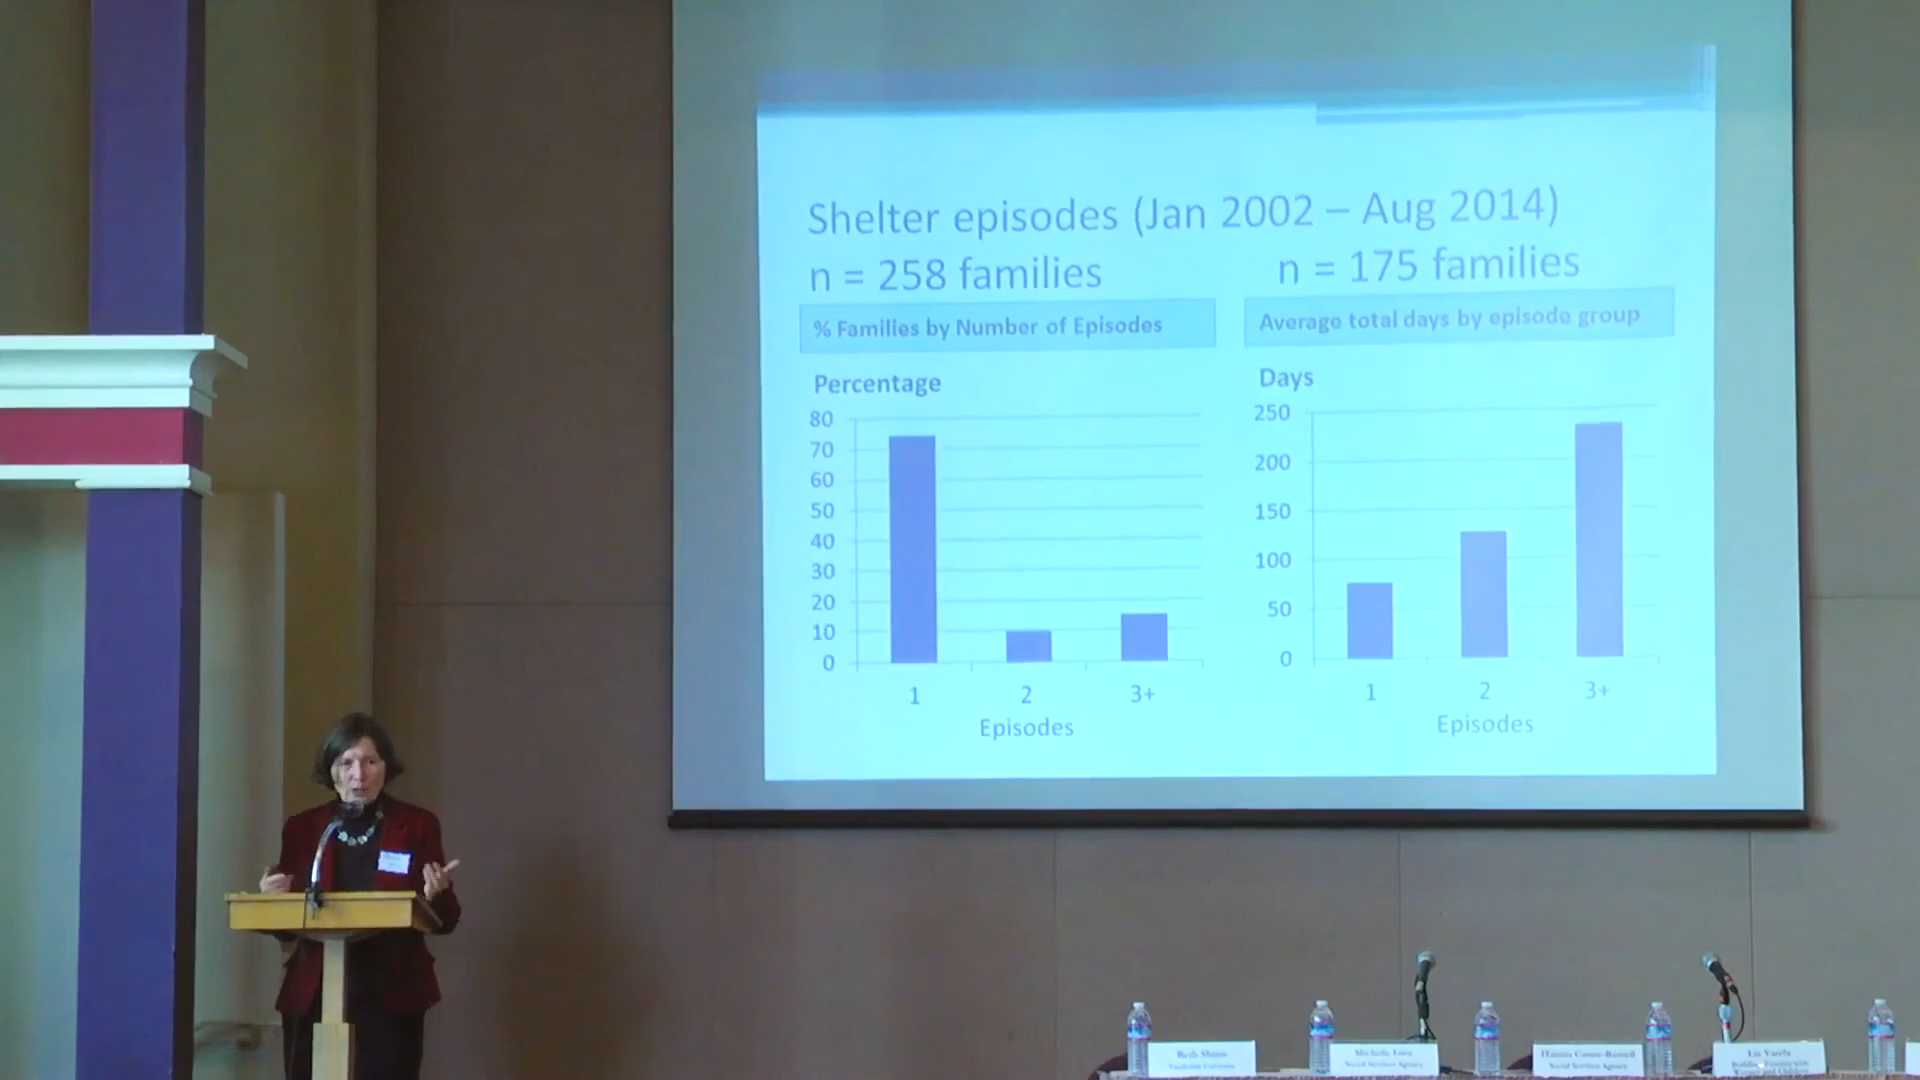 Shelter episodes (Jan 2002 – Aug 2014)
n = 258 families n = 175 families
% Families by Number of Episodes
Percentage
80
70
60
50
40
30
20
10
0
1 2 3+
Episodes
Average total days by episode group
Days
250
200
150
100
50
0
1 2 3+
Episodes
Beth Shinn
Vanderbilt University
Michelle
Social Services Agency
Social Services Agency
Liz Varela